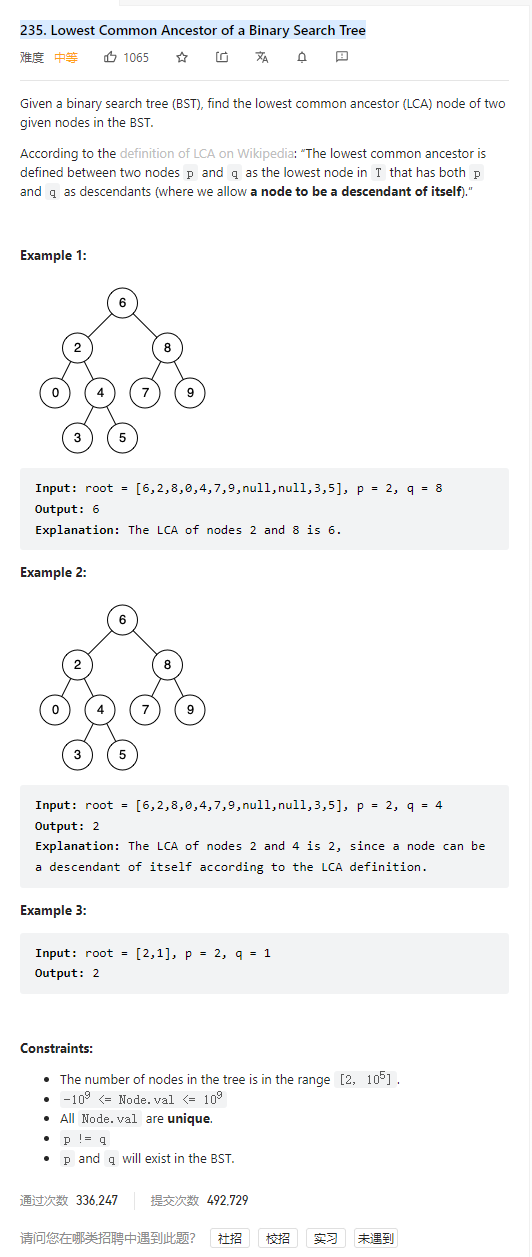 235. Lowest Common Ancestor of a Binary Search Tree
难度 中等 1065
Given a binary search tree (BST), find the lowest common ancestor (LCA) node of two
given nodes in the BST.
According to the definition of LCA on Wikipedia: “The lowest common ancestor is
defined between two nodes p and q as the lowest node in T that has both p
and q as descendants (where we allow a node to be a descendant of itself).”
Example 1:
6
2 8
0 4 7 9
3 5
Input: root = [6,2,8,0,4,7,9,null,null,3,5], p = 2, q = 8
Output: 6
Explanation: The LCA of nodes 2 and 8 is 6.
Example 2:
6
2 8
0 4 7 9
3 5
Input: root = [6,2,8,0,4,7,9,null,null,3,5], p = 2, q = 4
Output: 2
Explanation: The LCA of nodes 2 and 4 is 2, since a node can be
a descendant of itself according to the LCA definition.
Example 3:
Input: root = [2,1], p = 2, q = 1
Output: 2
Constraints:
• The number of nodes in the tree is in the range [2, 10⁵].
• -10⁹ <= Node.val <= 10⁹
• All Node.val are unique.
• p != q
• p and q will exist in the BST.
通过次数 336,247 提交次数 492,729
请问您在哪类招聘中遇到此题? 社招 校招 实习 未遇到